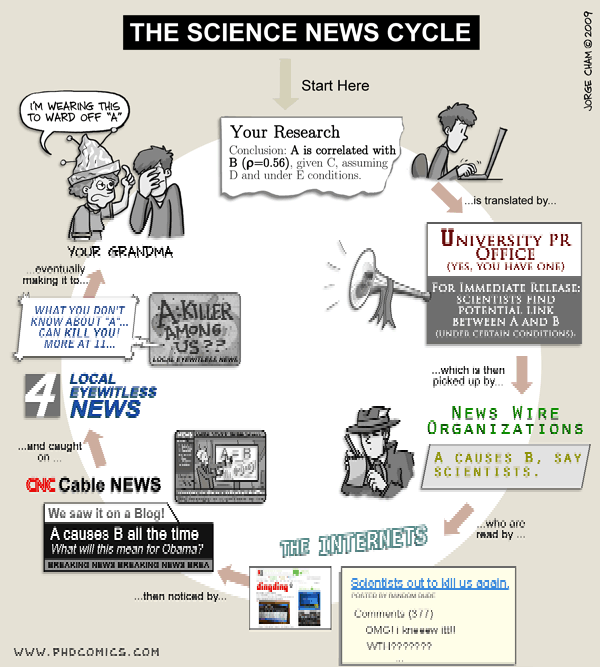 THE SCIENCE NEWS CYCLE
JORGE CHAM © 2009
Start Here
I'M WEARING THIS
TO WARD OFF "A"
Your Research
Conclusion: A is correlated with
B (ρ=0.56), given C, assuming
D and under E conditions.
...is translated by...
UNIVERSITY PR
OFFICE
(YES, YOU HAVE ONE)
FOR IMMEDIATE RELEASE:
SCIENTISTS FIND
POTENTIAL LINK
BETWEEN A AND B
(UNDER CERTAIN CONDITIONS).
...which is then
picked up by...
NEWS WIRE
ORGANIZATIONS
A CAUSES B, SAY
SCIENTISTS.
...who are
read by ...
THE INTERNETS
dingding
Scientists out to kill us again.
POSTED BY RANDOM DUDE
Comments (377)
OMG! i kneeew itt!!
WTH???????
...
...then noticed by...
CNC Cable NEWS
We saw it on a Blog!
A causes B all the time
What will this mean for Obama?
BREAKING NEWS BREAKING NEWS BREA
NEWS
A=B
...and caught
on ...
4 LOCAL
EYEWITLESS
NEWS
WHAT YOU DON'T
KNOW ABOUT "A"...
CAN KILL YOU!
MORE AT 11...
A-KILLER
AMONG
US??
LOCAL EYEWITLESS NEWS
...eventually
making it to...
YOUR GRANDMA
WWW.PHDCOMICS.COM